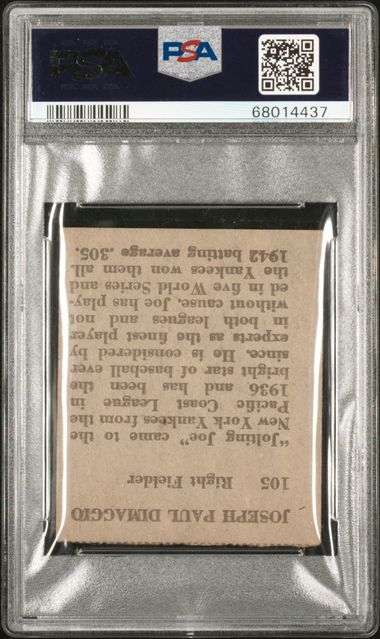 PSA
PSA
68014437
JOSEPH PAUL DIMAGGIO
105 Right Fielder
"Jolting Joe" came to the
New York Yankees from the
Pacific Coast League in
1936 and has been the
bright star of baseball ever
since. He is considered by
experts as the finest player
in both leagues and not
without cause. Joe has play-
ed in five World Series and
the Yankees won them all.
1942 batting average .305.